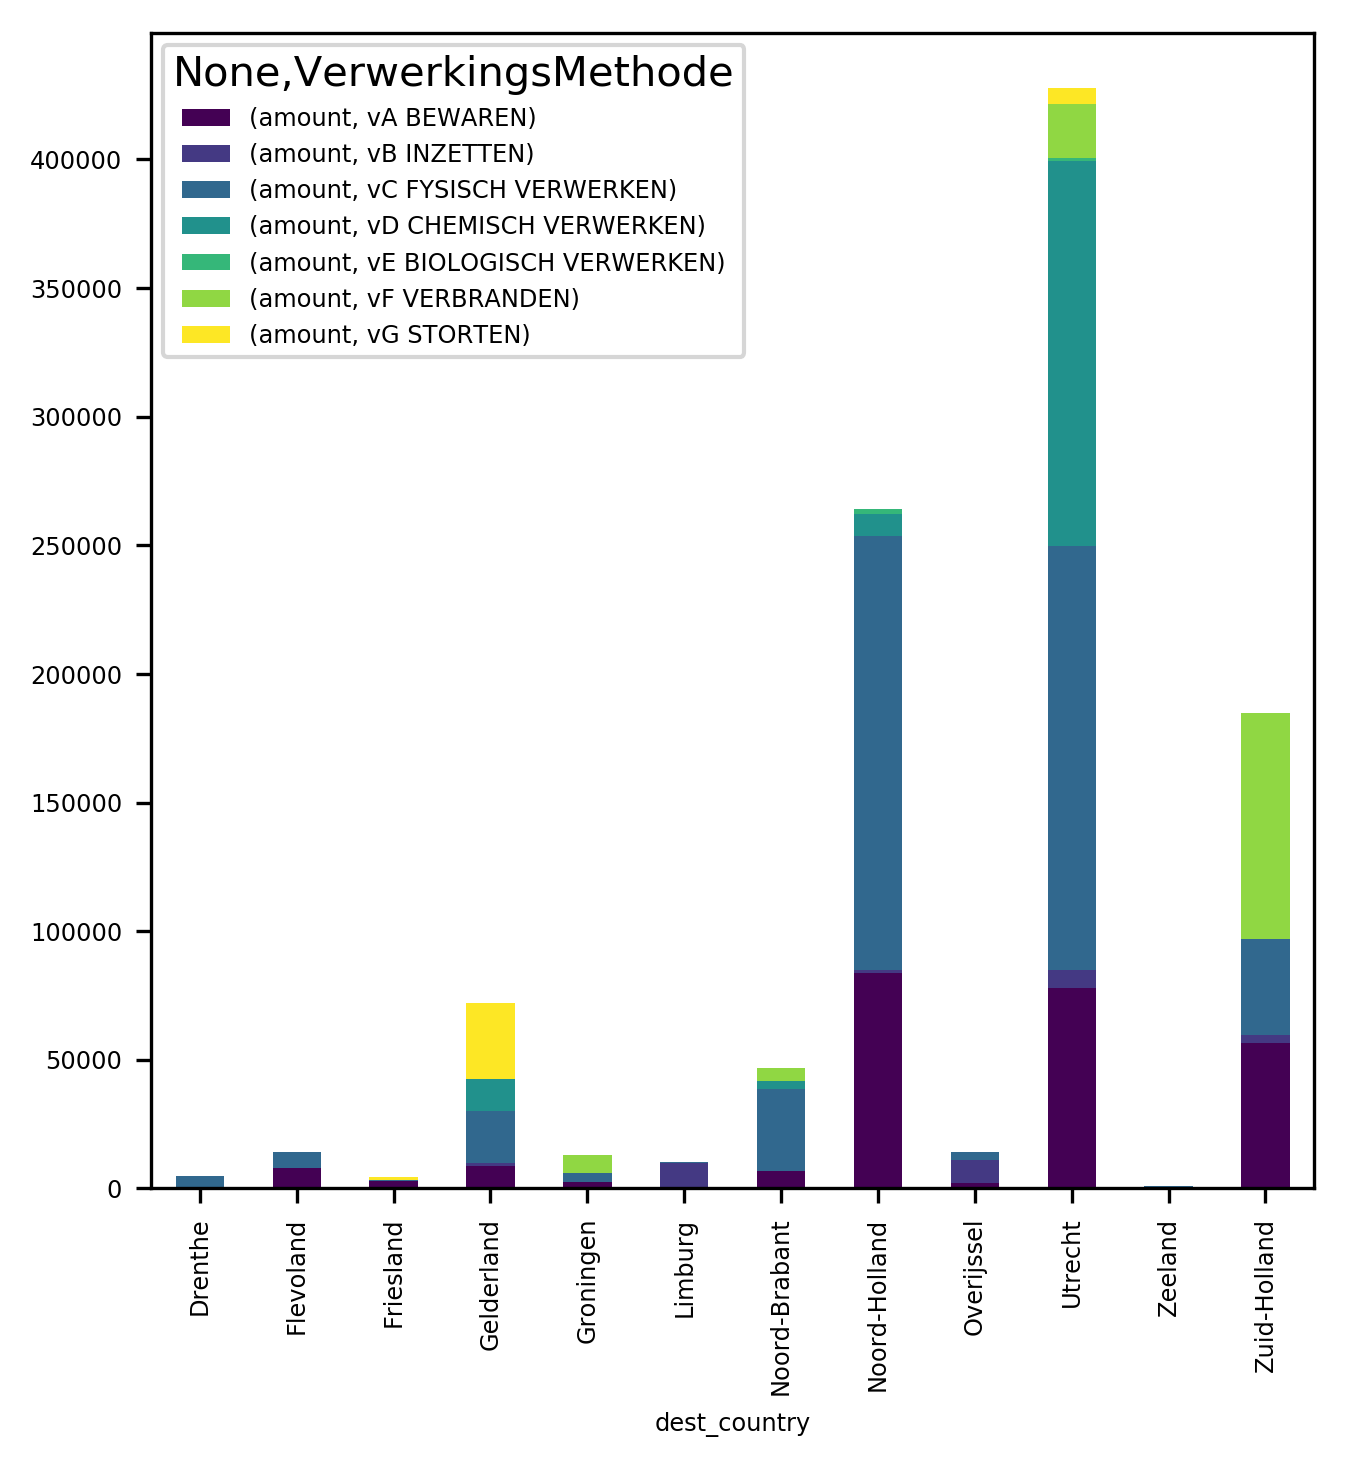 None,VerwerkingsMethode
(amount, vA BEWAREN)
(amount, vB INZETTEN)
(amount, vC FYSISCH VERWERKEN)
(amount, vD CHEMISCH VERWERKEN)
(amount, vE BIOLOGISCH VERWERKEN)
(amount, vF VERBRANDEN)
(amount, vG STORTEN)
400000
350000
300000
250000
200000
150000
100000
50000
0
Drenthe
Flevoland
Friesland
Gelderland
Groningen
Limburg
Noord-Brabant
Noord-Holland
Overijssel
Utrecht
Zeeland
Zuid-Holland
dest_country